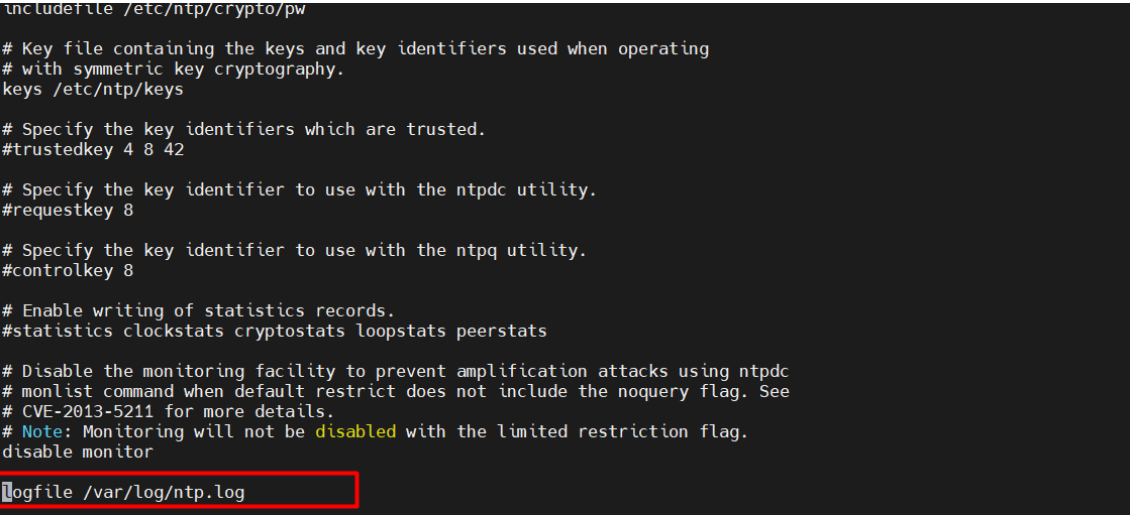 includefile /etc/ntp/crypto/pw
# Key file containing the keys and key identifiers used when operating
# with symmetric key cryptography.
keys /etc/ntp/keys
# Specify the key identifiers which are trusted.
#trustedkey 4 8 42
# Specify the key identifier to use with the ntpdc utility.
#requestkey 8
# Specify the key identifier to use with the ntpq utility.
#controlkey 8
# Enable writing of statistics records.
#statistics clockstats cryptostats loopstats peerstats
# Disable the monitoring facility to prevent amplification attacks using ntpdc
# monlist command when default restrict does not include the noquery flag. See
# CVE-2013-5211 for more details.
# Note: Monitoring will not be disabled with the limited restriction flag.
disable monitor
logfile /var/log/ntp.log